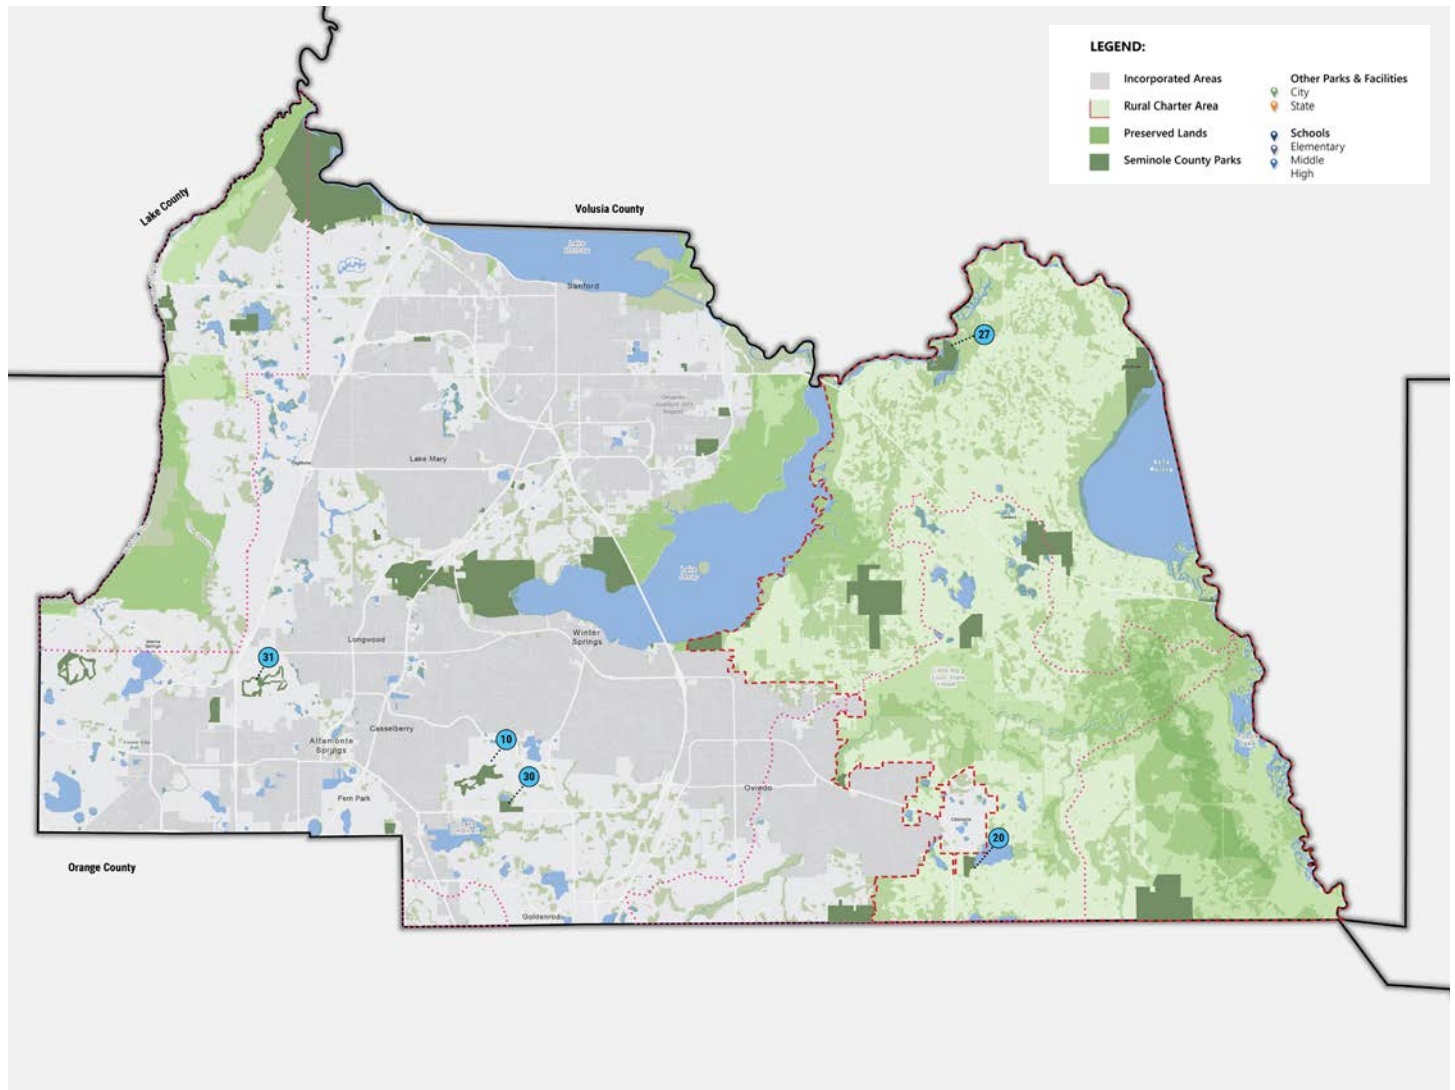 LEGEND:
Incorporated Areas
Rural Charter Area
Preserved Lands
Seminole County Parks
Other Parks & Facilities
City
State
Schools
Elementary
Middle
High
Lake County
Volusia County
Sanford
27
Lake Mary
Longwood
Winter
Springs
31
Casselberry
Altamonte
Springs
10
30
Fern Park
Oviedo
20
Orange County
Goldenrod